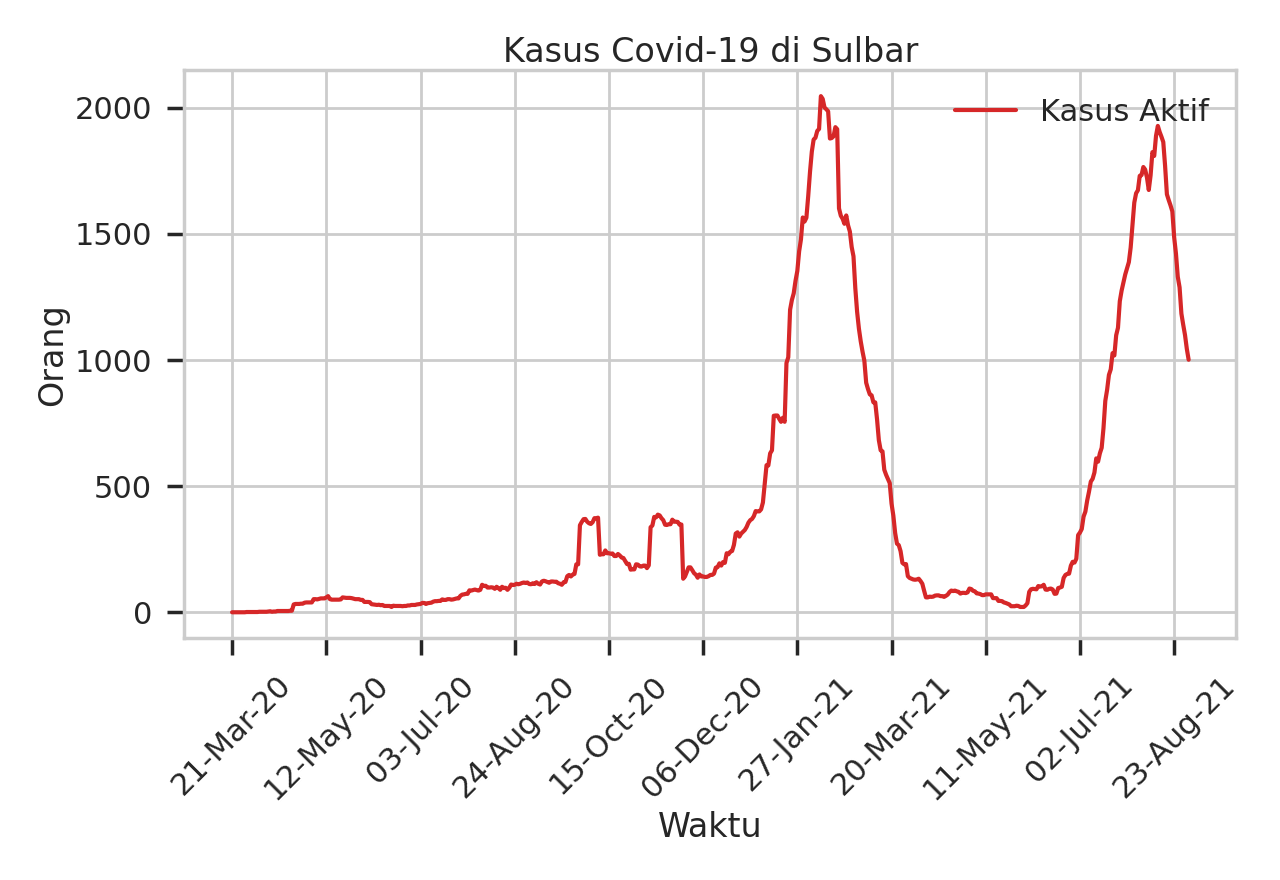 Kasus Covid-19 di Sulbar
Kasus Aktif
2000
1500
1000
500
0
Orang
21-Mar-20
12-May-20
03-Jul-20
24-Aug-20
15-Oct-20
06-Dec-20
27-Jan-21
20-Mar-21
11-May-21
02-Jul-21
23-Aug-21
Waktu